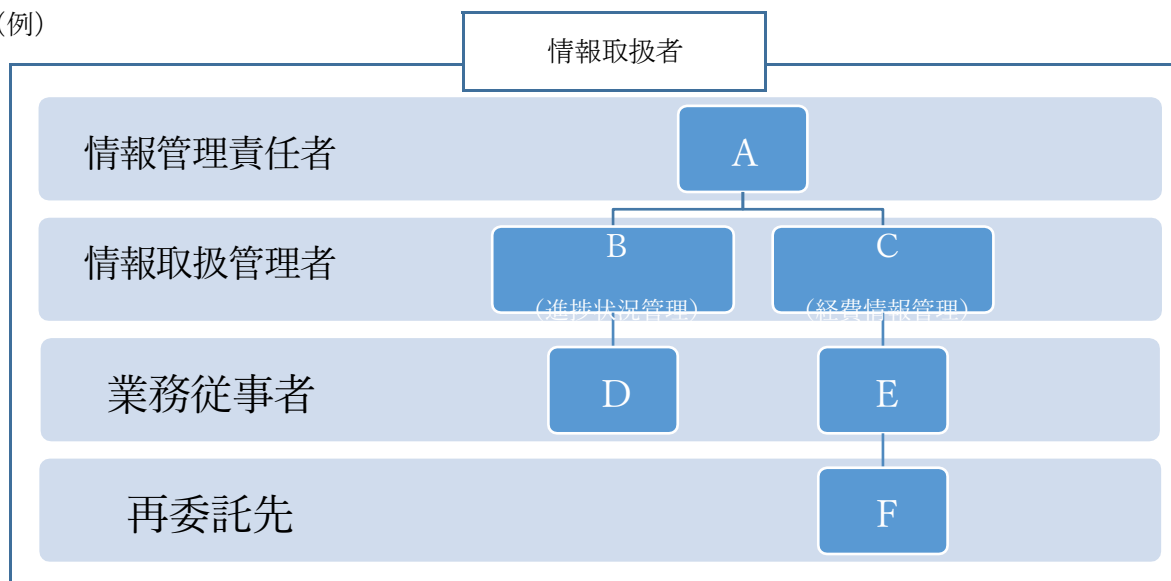 （例）
情報取扱者
情報管理責任者
A
情報取扱管理者
B
（進捗状況管理）
C
（経費情報管理）
業務従事者
D
E
再委託先
F